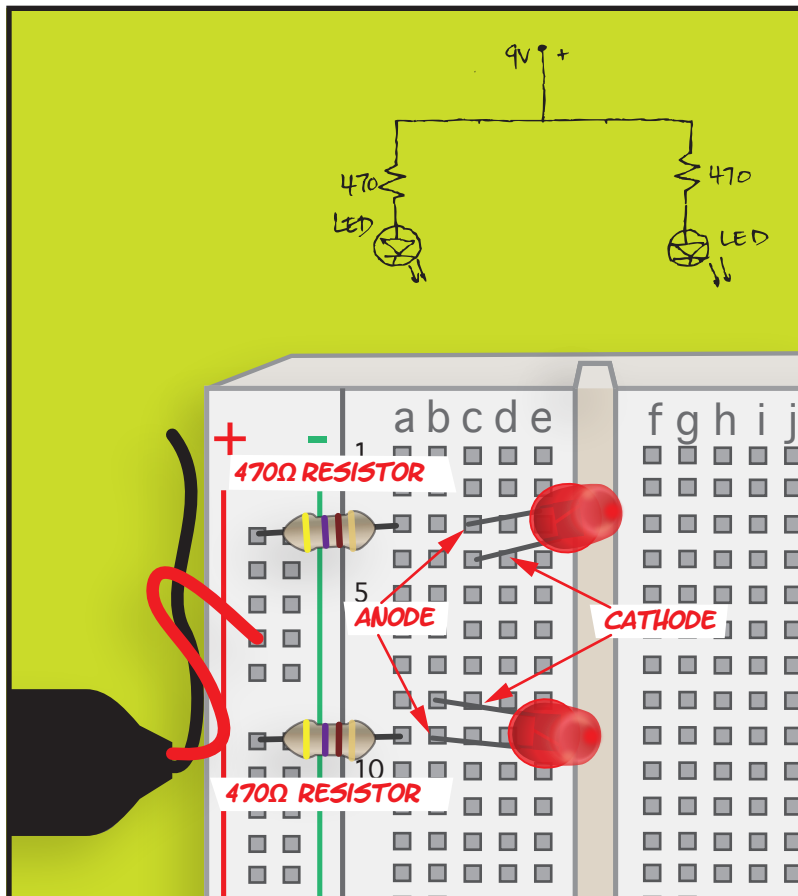 9V +
470 470
LED LED
a b c d e f g h i j
+ -
1
470Ω RESISTOR
5
ANODE CATHODE
10
470Ω RESISTOR